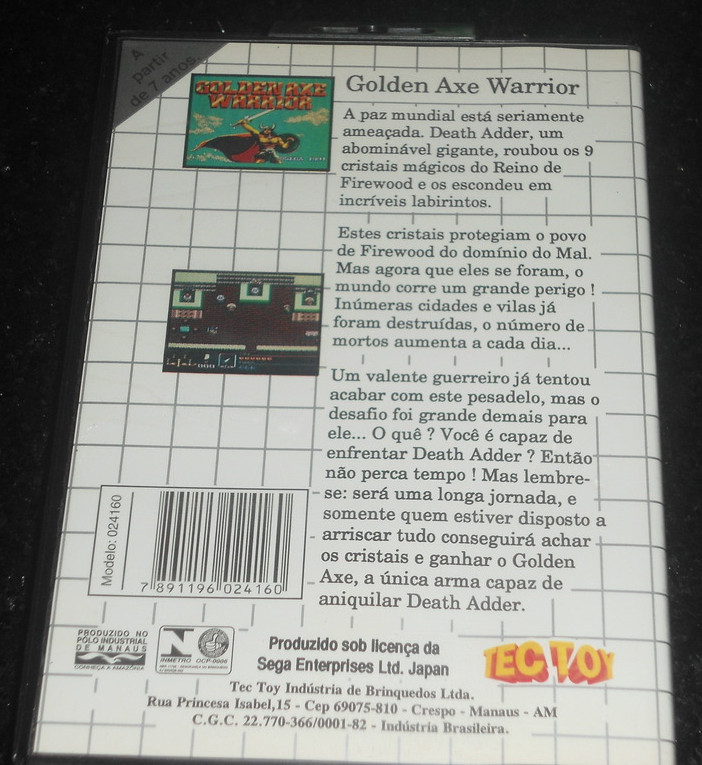 A
partir
de 7 anos.
GOLDEN AXE
WARRIOR
Golden Axe Warrior
A paz mundial está seriamente
ameaçada. Death Adder, um
abominável gigante, roubou os 9
cristais mágicos do Reino de
Firewood e os escondeu em
incríveis labirintos.
Estes cristais protegiam o povo
de Firewood do domínio do Mal.
Mas agora que eles se foram, o
mundo corre um grande perigo !
Inúmeras cidades e vilas já
foram destruídas, o número de
mortos aumenta a cada dia...
Um valente guerreiro já tentou
acabar com este pesadelo, mas o
desafio foi grande demais para
ele... O quê ? Você é capaz de
enfrentar Death Adder ? Então
não perca tempo ! Mas lembre-
se: será uma longa jornada, e
somente quem estiver disposto a
arriscar tudo conseguirá achar
os cristais e ganhar o Golden
Axe, a única arma capaz de
aniquilar Death Adder.
Modelo: 024160
7 891196 024160
PRODUZIDO NO
PÓLO INDUSTRIAL
DE MANAUS
CONHEÇA A AMAZÔNIA
N
INMETRO OCP-0006
Produzido sob licença da
Sega Enterprises Ltd. Japan
TEC TOY
Tec Toy Indústria de Brinquedos Ltda.
Rua Princesa Isabel,15 - Cep 69075-810 - Crespo - Manaus - AM
C.G.C. 22.770-366/0001-82 - Indústria Brasileira.